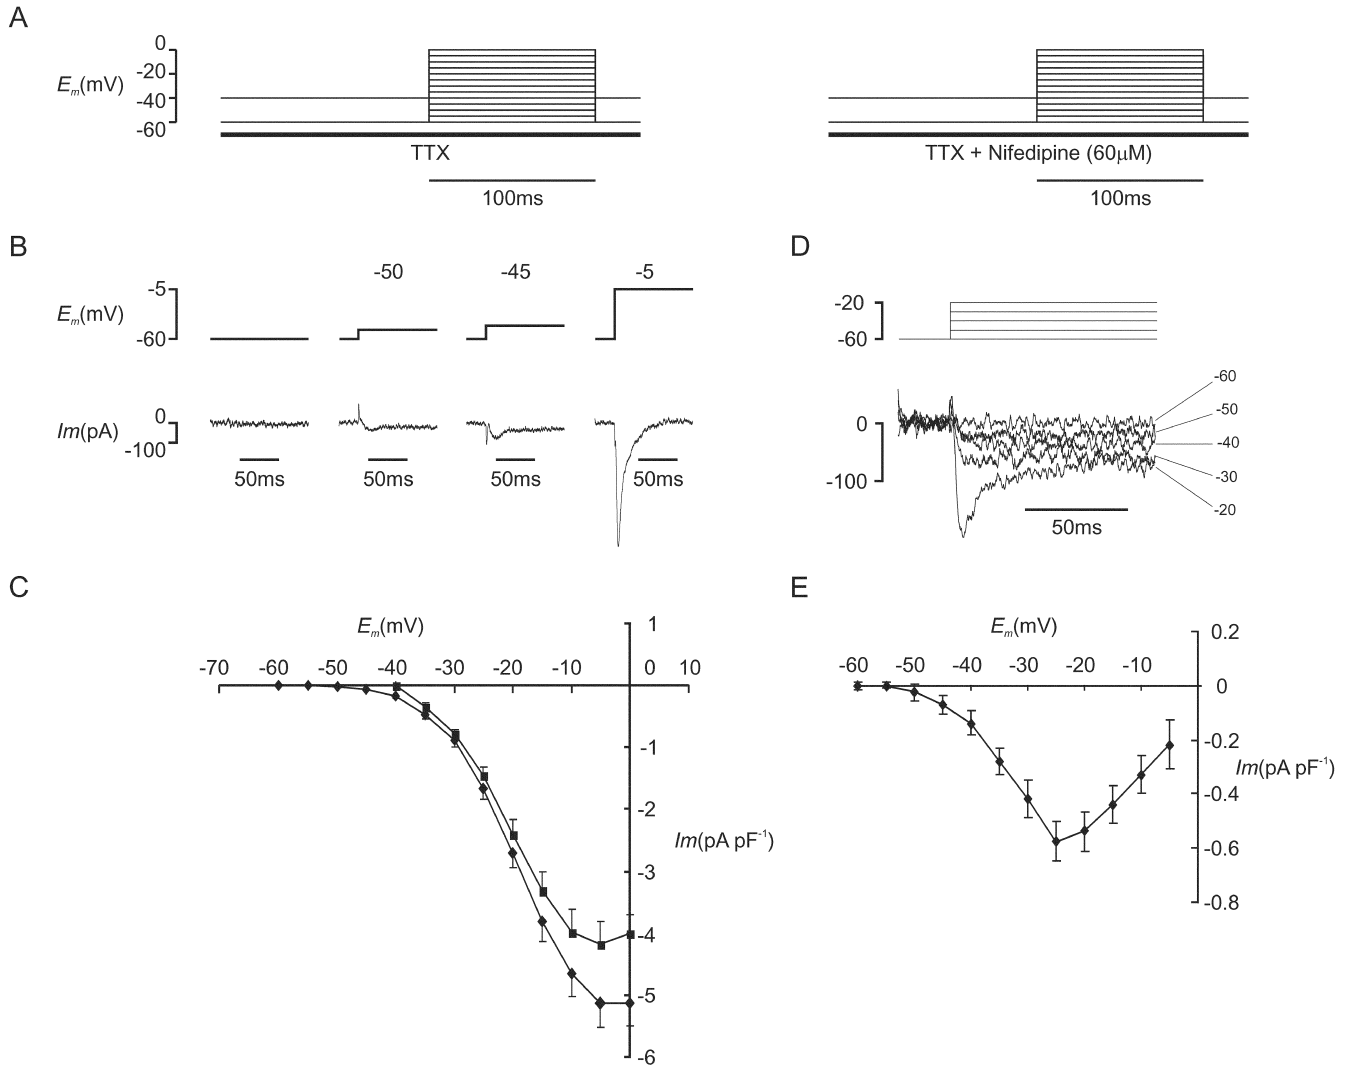 A
0
-20
-40
-60
Em(mV)
TTX
100ms
TTX + Nifedipine (60μM)
100ms
B
-50
-45
-5
-5
-60
Em(mV)
0
-100
Im(pA)
50ms
50ms
50ms
50ms
D
-20
-60
0
-100
-60
-50
-40
-30
-20
50ms
C
Em(mV)
-70 -60 -50 -40 -30 -20 -10 0 10
1
-1
-2
-3
-4
-5
-6
Im(pA pF-1)
E
Em(mV)
-60 -50 -40 -30 -20 -10
0.2
0
-0.2
-0.4
-0.6
-0.8
Im(pA pF-1)